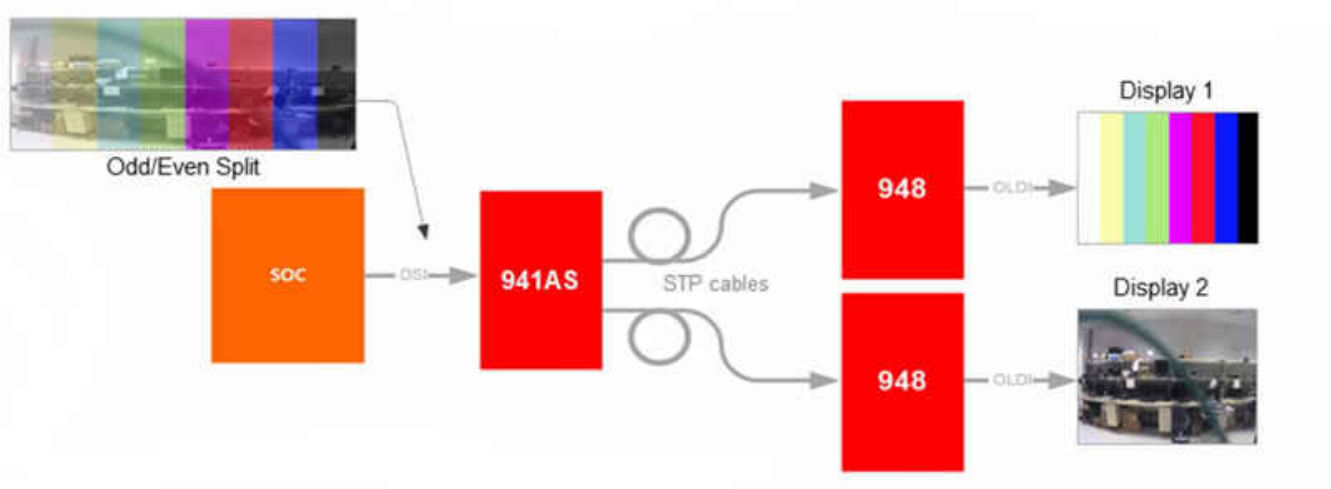 Display 1
Odd/Even Split
948
OLDI
SOC
DSI
941AS
STP cables
Display 2
948
OLDI